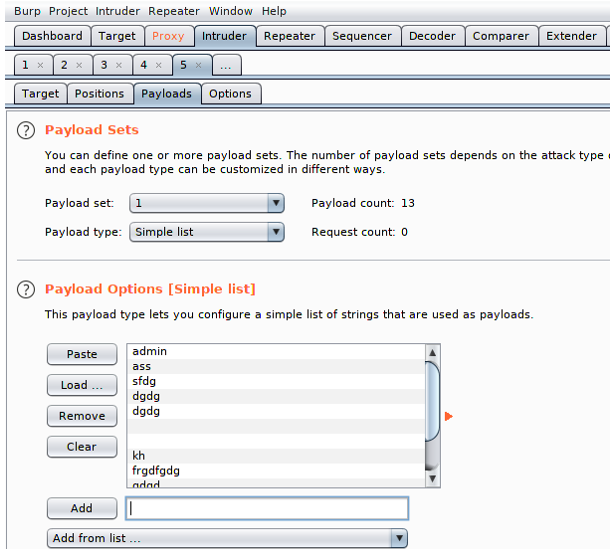 Burp Project Intruder Repeater Window Help
Dashboard Target Proxy Intruder Repeater Sequencer Decoder Comparer Extender
1 × 2 × 3 × 4 × 5 × ...
Target Positions Payloads Options
? Payload Sets
You can define one or more payload sets. The number of payload sets depends on the attack type
and each payload type can be customized in different ways.
Payload set: 1 Payload count: 13
Payload type: Simple list Request count: 0
? Payload Options [Simple list]
This payload type lets you configure a simple list of strings that are used as payloads.
Paste
Load ...
Remove
Clear
admin
ass
sfdg
dgdg
dgdg
kh
frgdfgdg
Add
Add from list ...